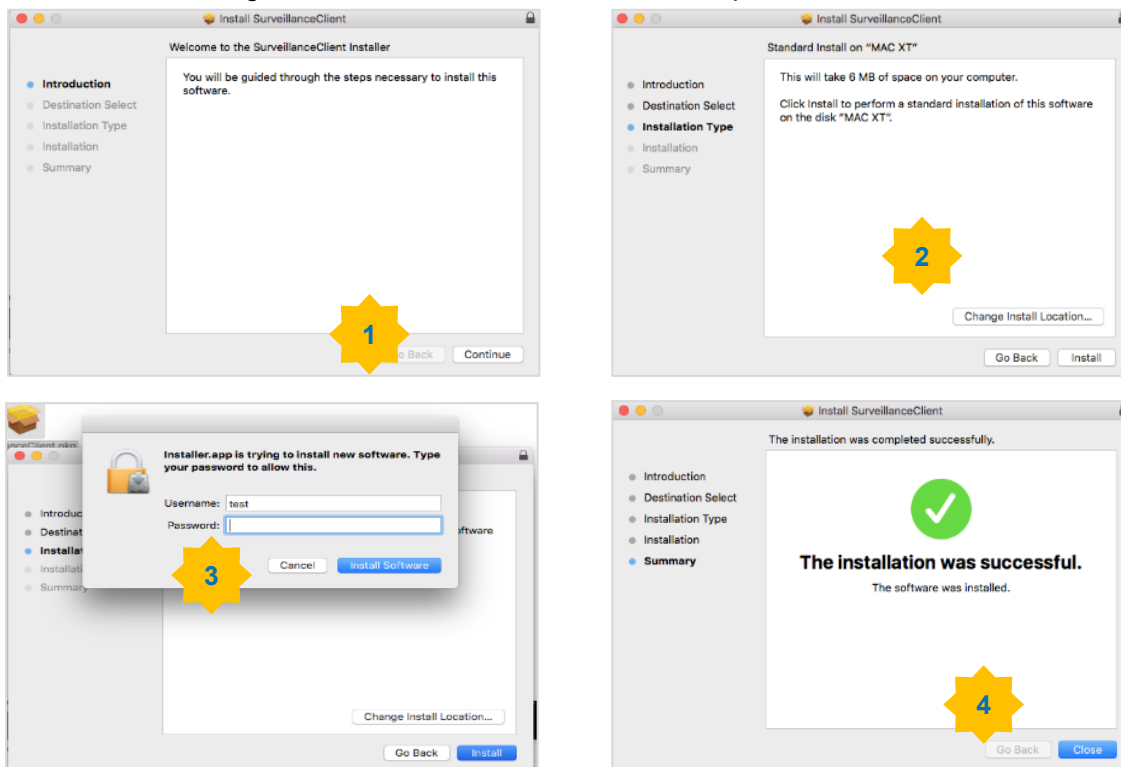 Install SurveillanceClient
Welcome to the SurveillanceClient Installer
Introduction
Destination Select
Installation Type
Installation
Summary
You will be guided through the steps necessary to install this
software.
1
Go Back
Continue
Install SurveillanceClient
Standard Install on “MAC XT”
Introduction
Destination Select
Installation Type
Installation
Summary
This will take 6 MB of space on your computer.
Click Install to perform a standard installation of this software
on the disk “MAC XT”.
2
Change Install Location...
Go Back
Install
Installer.app is trying to install new software. Type
your password to allow this.
Username: test
Password:
Cancel
Install Software
Summary
3
Change Install Location...
Go Back
Install
Install SurveillanceClient
The installation was completed successfully.
Introduction
Destination Select
Installation Type
Installation
Summary
The installation was successful.
The software was installed.
4
Go Back
Close